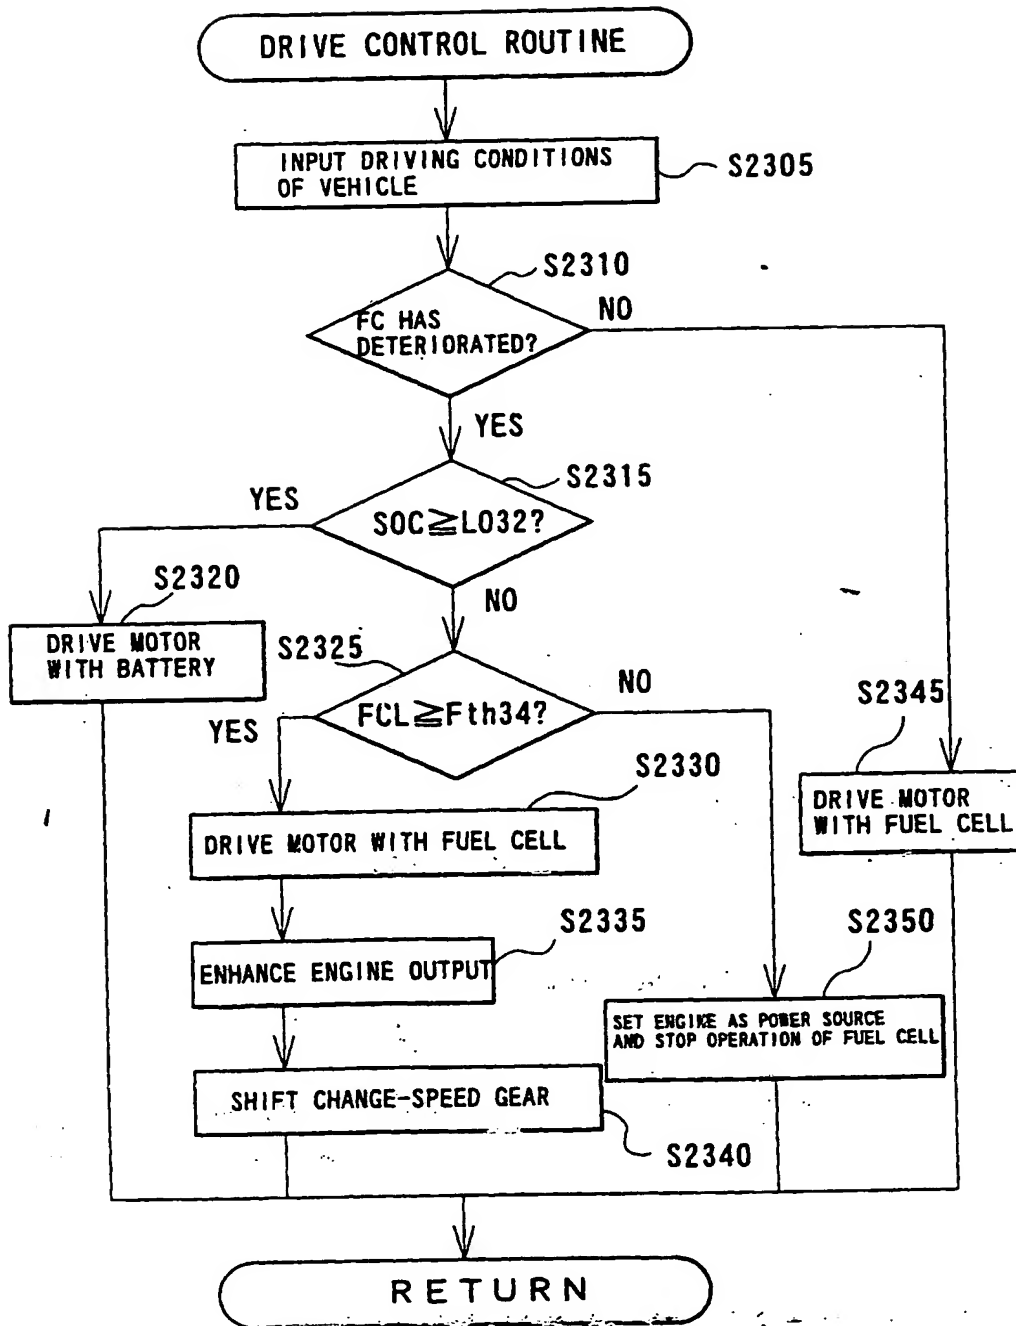 DRIVE CONTROL ROUTINE
INPUT DRIVING CONDITIONS
OF VEHICLE
S2305
S2310
FC HAS
DETERIORATED?
NO
YES
S2315
YES
SOC≧LO32?
S2320
NO
DRIVE MOTOR
WITH BATTERY
S2325
NO
S2345
YES
FCL≧Fth34?
S2330
DRIVE MOTOR
WITH FUEL CELL
DRIVE MOTOR WITH FUEL CELL
S2335
S2350
ENHANCE ENGINE OUTPUT
SET ENGINE AS POWER SOURCE
AND STOP OPERATION OF FUEL CELL
SHIFT CHANGE-SPEED GEAR
S2340
RETURN